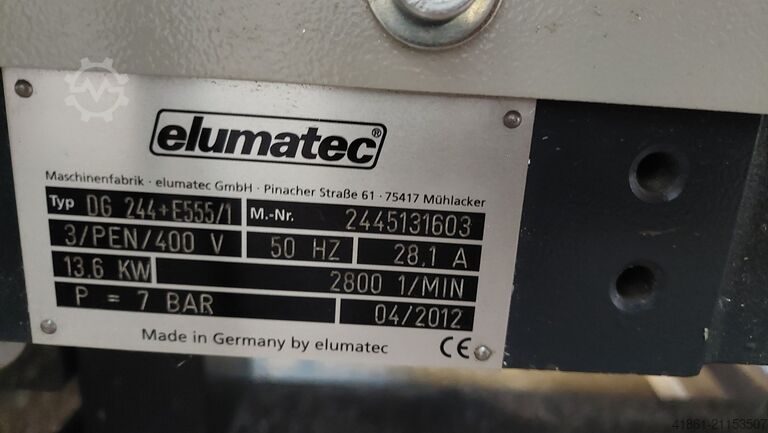 elumatec®
Maschinenfabrik · elumatec GmbH · Pinacher Straße 61 · 75417 Mühlacker
Typ DG 244+E555/1 M.-Nr. 2445131603
3/PEN/400 V 50 HZ 28.1 A
13.6 KW 2800 1/MIN
P = 7 BAR 04/2012
Made in Germany by elumatec CE
41861-21153507